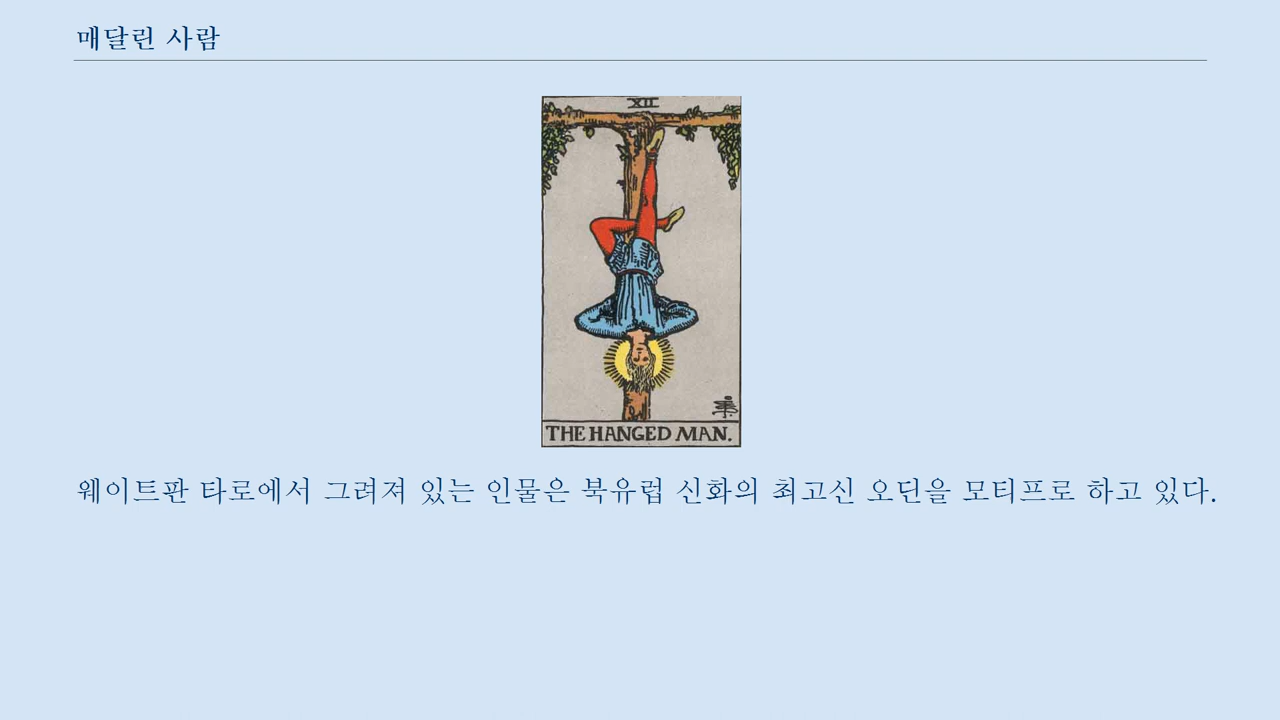 매달린 사람
XII
THE HANGED MAN.
웨이트판 타로에서 그려져 있는 인물은 북유럽 신화의 최고신 오딘을 모티프로 하고 있다.